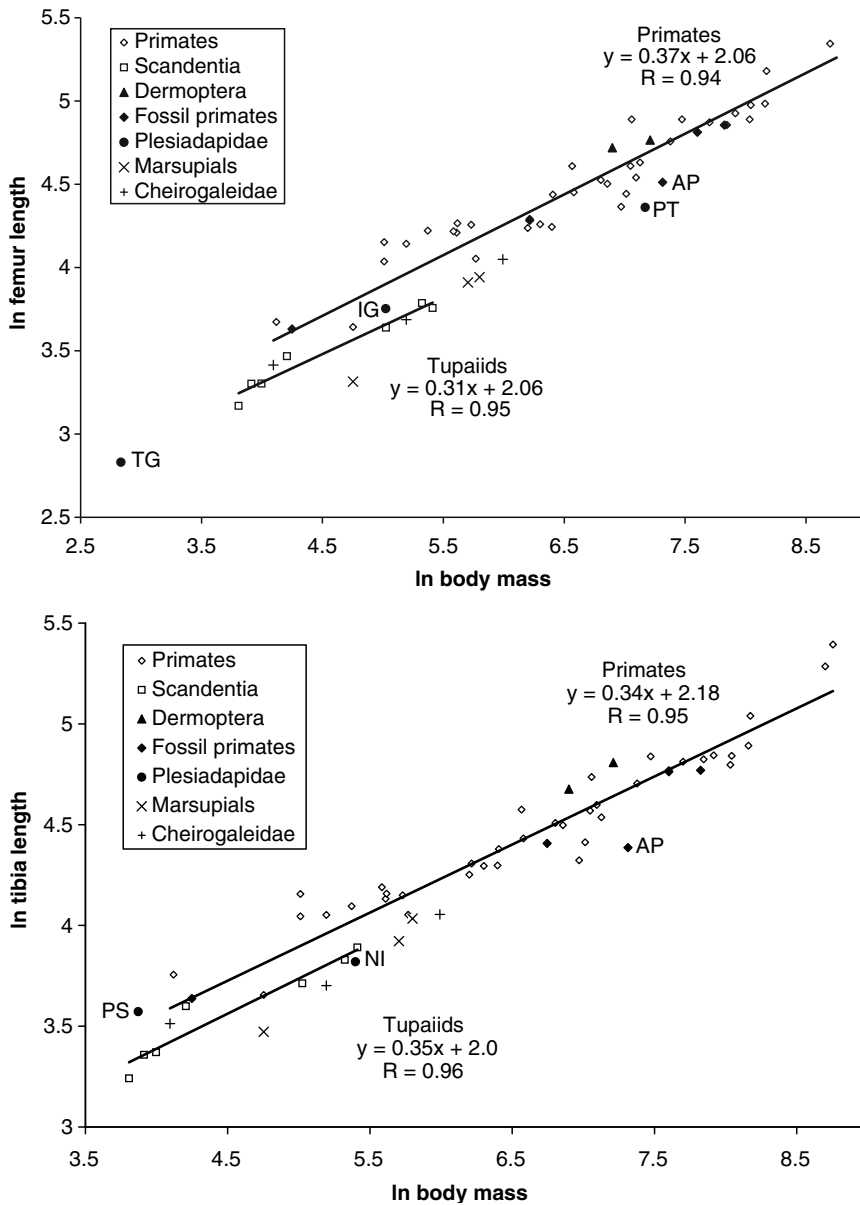 5.5
5
4.5
4
3.5
3
2.5
ln femur length
Primates
Scandentia
Dermoptera
Fossil primates
Plesiadapidae
Marsupials
Cheirogaleidae
Primates
y = 0.37x + 2.06
R = 0.94
AP
PT
IG
Tupaiids
y = 0.31x + 2.06
R = 0.95
TG
2.5 3.5 4.5 5.5 6.5 7.5 8.5
ln body mass
5.5
5
4.5
4
3.5
3
ln tibia length
Primates
Scandentia
Dermoptera
Fossil primates
Plesiadapidae
Marsupials
Cheirogaleidae
Primates
y = 0.34x + 2.18
R = 0.95
AP
NI
PS
Tupaiids
y = 0.35x + 2.0
R = 0.96
3.5 4.5 5.5 6.5 7.5 8.5
ln body mass